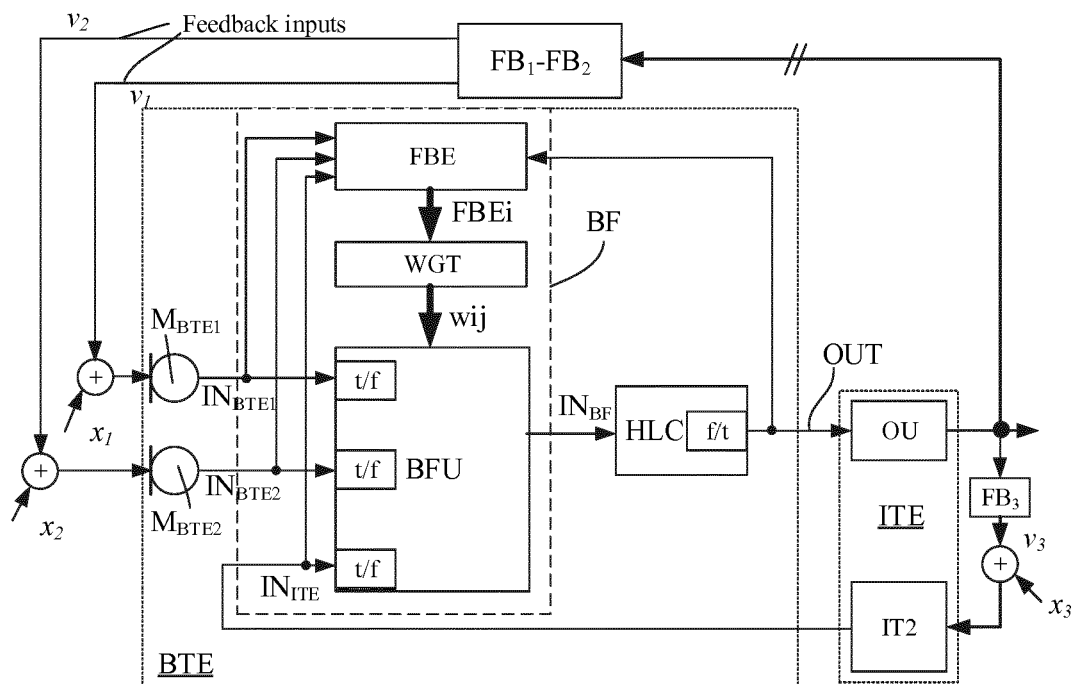 v2
Feedback inputs
FB1-FB2
v1
FBE
FBEi
BF
WGT
wij
MBTE1
OUT
t/f
INBTE1
INBF
HLC
f/t
OU
x1
t/f
BFU
INBTE2
FB3
ITE
x2
MBTE2
v3
t/f
INITE
x3
IT2
BTE
+
+
+